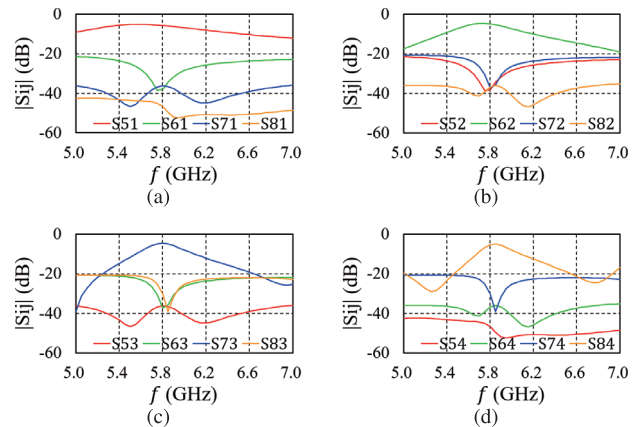 |Sij| (dB)
0
-20
-40
-60
S51 S61 S71 S81
5.0 5.4 5.8 6.2 6.6 7.0
f (GHz)
(a)
|Sij| (dB)
0
-20
-40
-60
S52 S62 S72 S82
5.0 5.4 5.8 6.2 6.6 7.0
f (GHz)
(b)
|Sij| (dB)
0
-20
-40
-60
S53 S63 S73 S83
5.0 5.4 5.8 6.2 6.6 7.0
f (GHz)
(c)
|Sij| (dB)
0
-20
-40
-60
S54 S64 S74 S84
5.0 5.4 5.8 6.2 6.6 7.0
f (GHz)
(d)